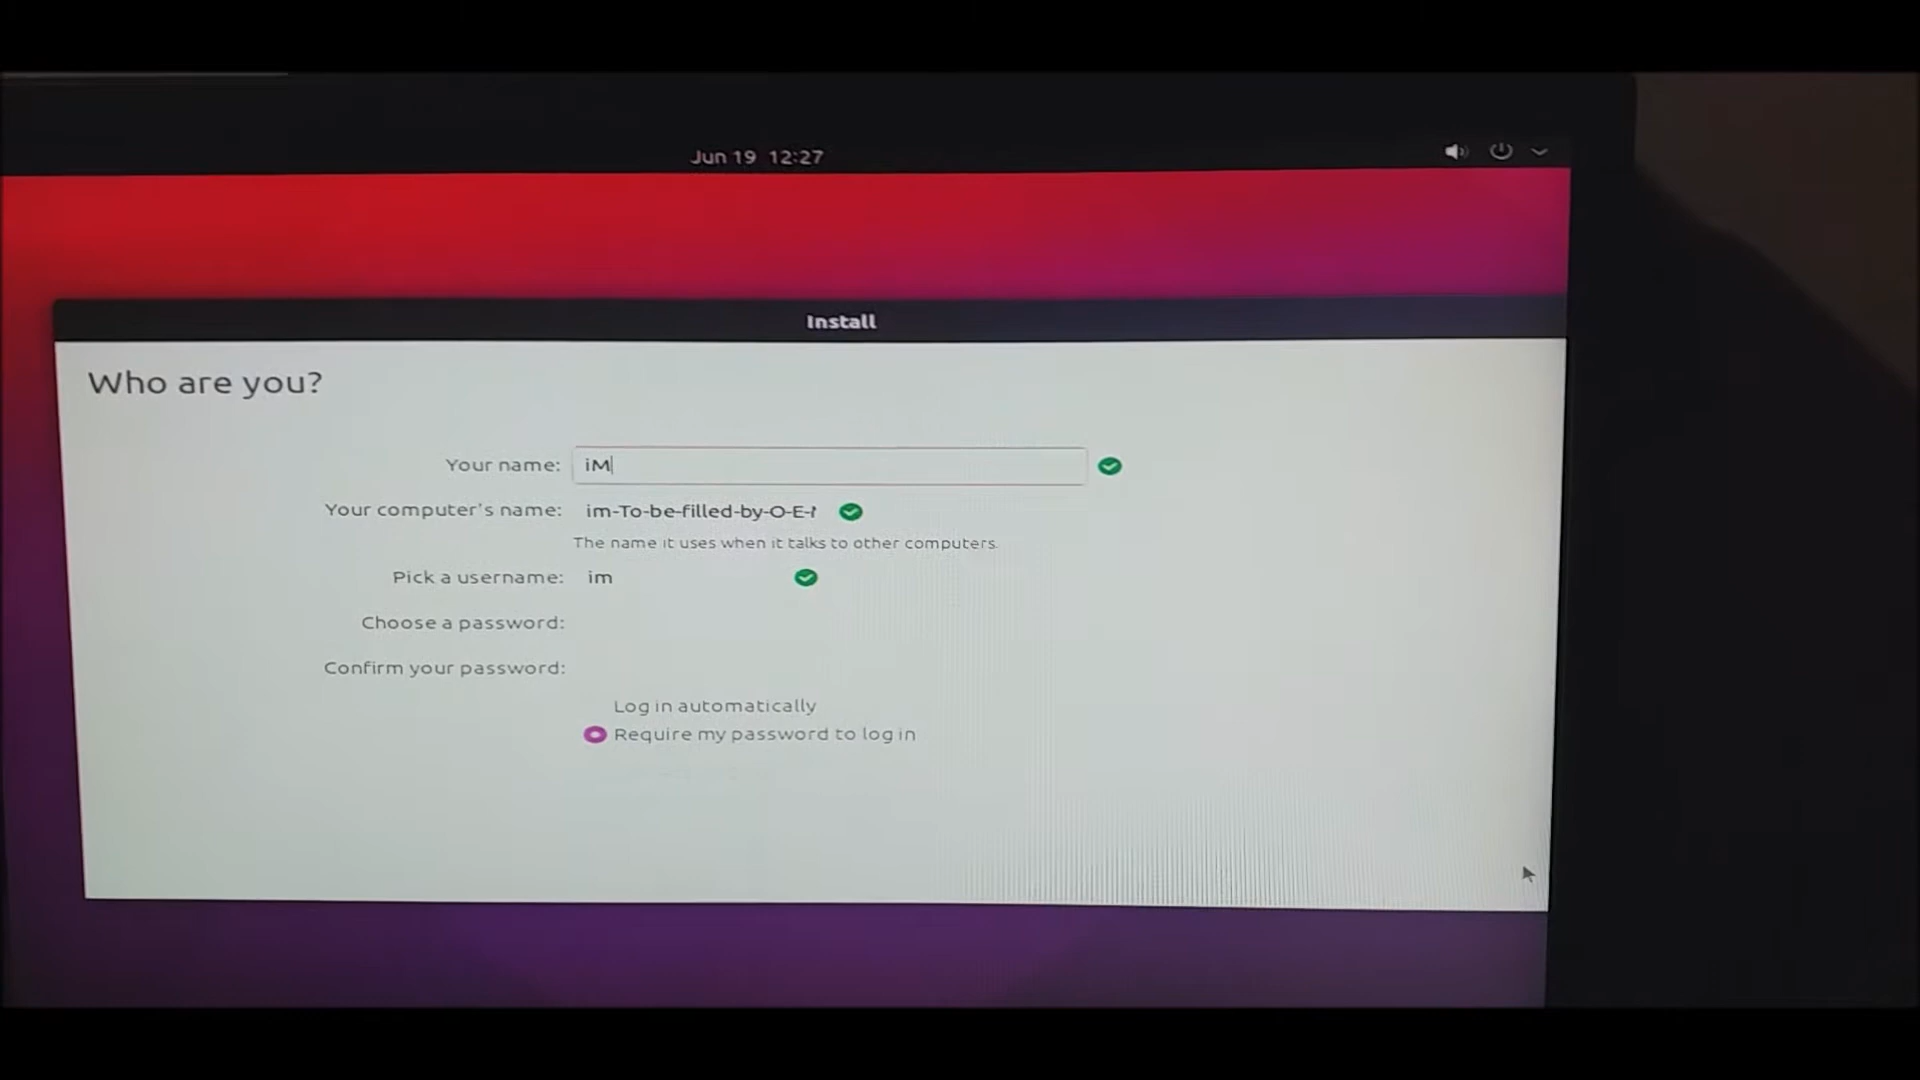 Jun 19 12:27
Install
Who are you?
Your name: iM
Your computer's name: im-To-be-filled-by-O-E-
The name it uses when it talks to other computers.
Pick a username: im
Choose a password:
Confirm your password:
Log in automatically
Require my password to log in